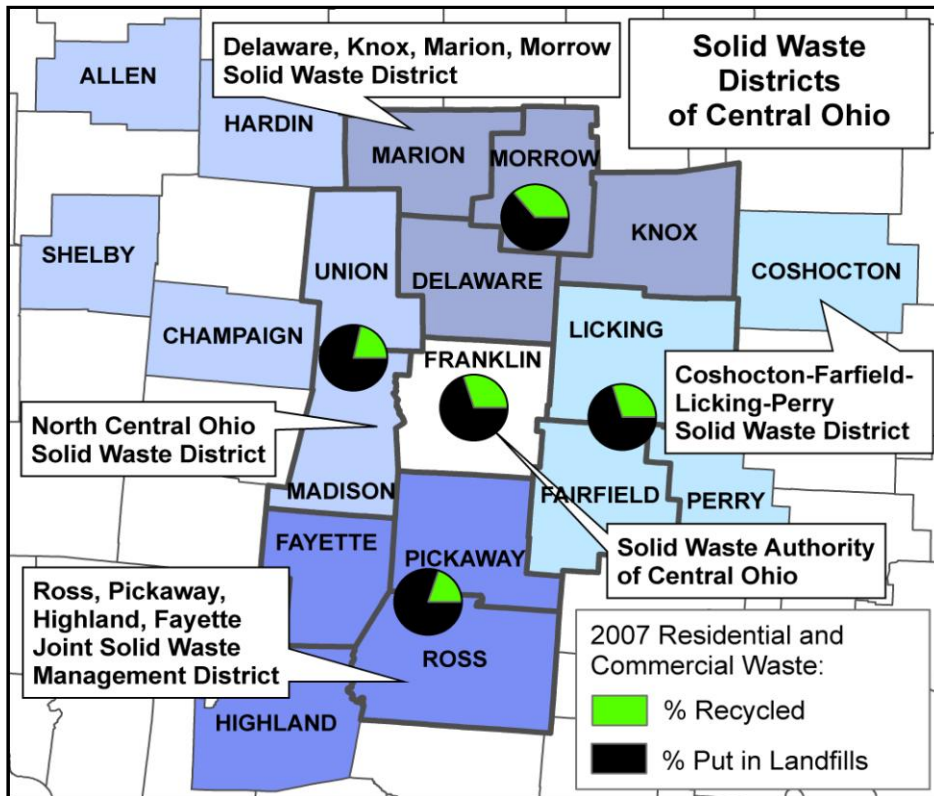 Solid Waste
Districts
of Central Ohio
Delaware, Knox, Marion, Morrow
Solid Waste District
ALLEN
HARDIN
MARION
MORROW
KNOX
SHELBY
UNION
DELAWARE
COSHOCTON
CHAMPAIGN
LICKING
FRANKLIN
Coshocton-Farfield-
Licking-Perry
Solid Waste District
North Central Ohio
Solid Waste District
MADISON
FAIRFIELD
PERRY
FAYETTE
PICKAWAY
Solid Waste Authority
of Central Ohio
Ross, Pickaway,
Highland, Fayette
Joint Solid Waste
Management District
ROSS
HIGHLAND
2007 Residential and
Commercial Waste:
% Recycled
% Put in Landfills